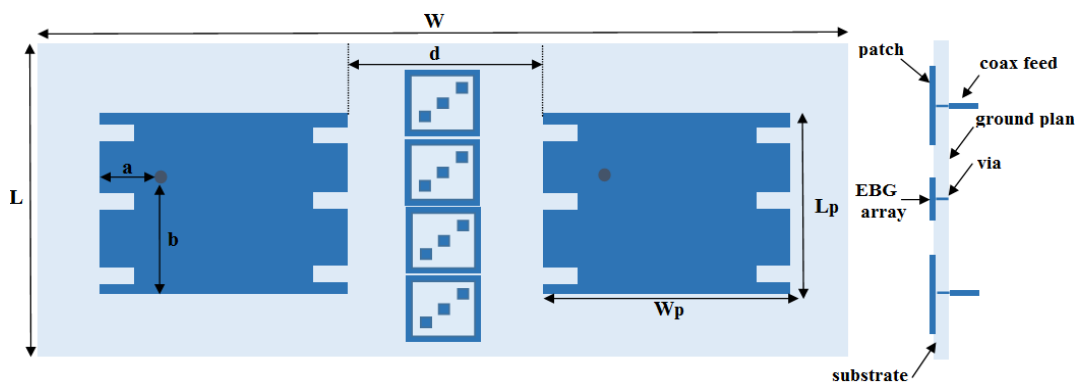 W
d
a
b
L
Lp
Wp
patch
coax feed
ground plan
via
EBG
array
substrate